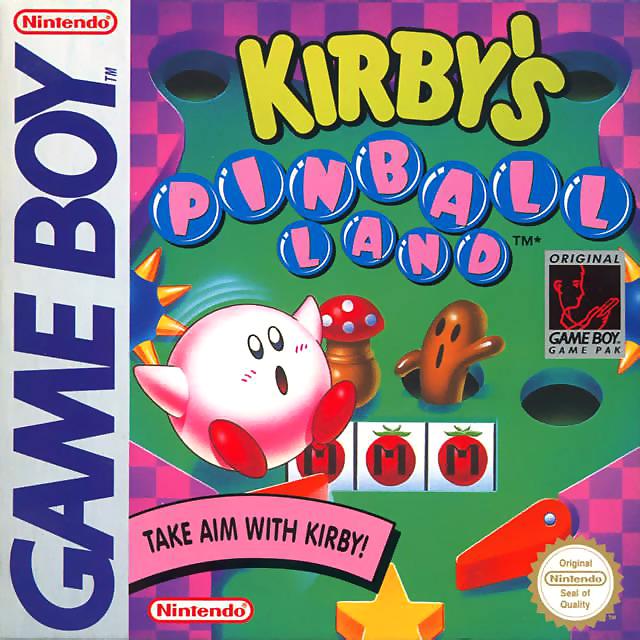 Nintendo
GAME BOY
TM
KIRBY'S
PINBALL
LAND
TM*
ORIGINAL
GAME BOY
GAME PAK
M M M
TAKE AIM WITH KIRBY!
Nintendo
Original
Nintendo
Seal of
Quality
TM